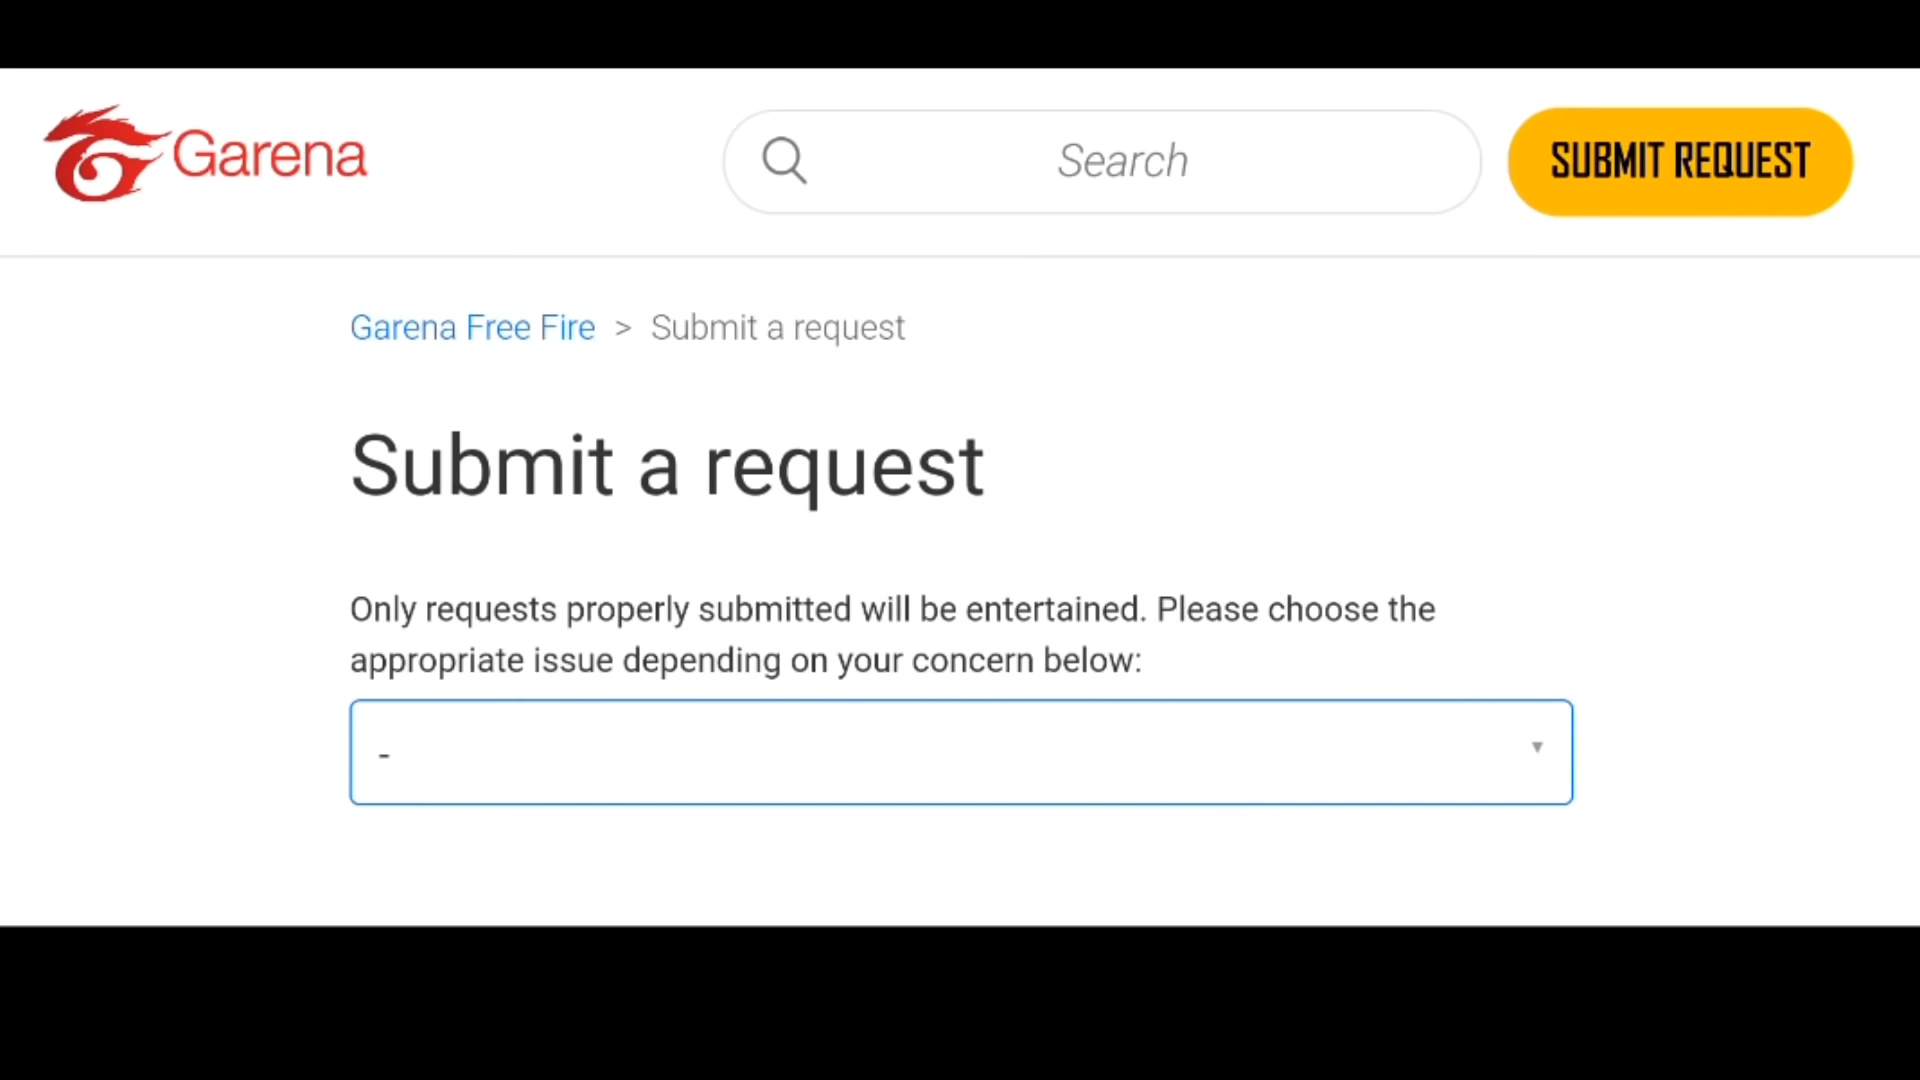 Garena
Search
SUBMIT REQUEST
Garena Free Fire > Submit a request
Submit a request
Only requests properly submitted will be entertained. Please choose the
appropriate issue depending on your concern below:
-